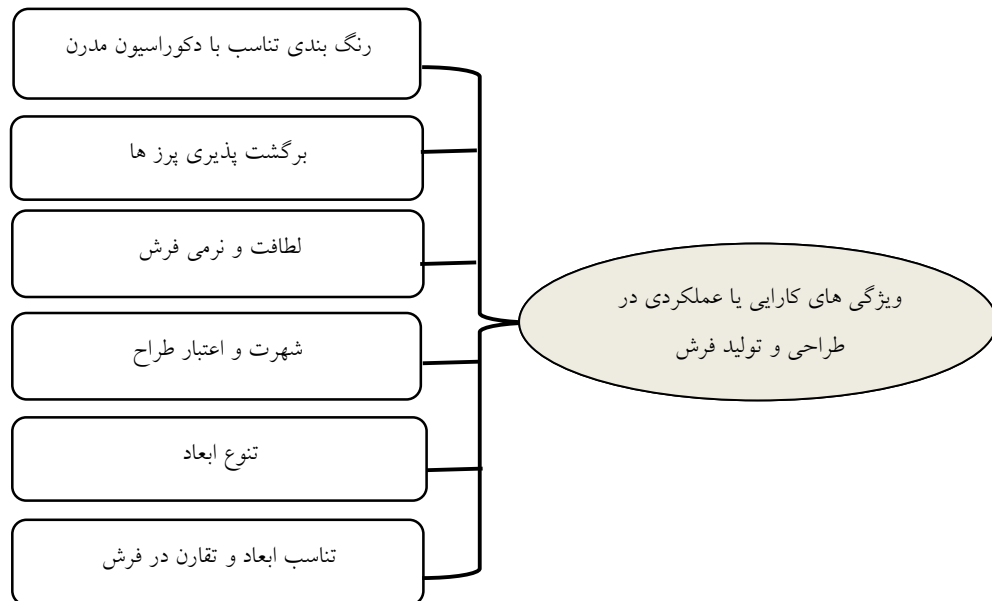 رنگ بندی تناسب با دکوراسیون مدرن
برگشت پذیری پرز ها
لطافت و نرمی فرش
شهرت و اعتبار طراح
تنوع ابعاد
تناسب ابعاد و تقارن در فرش
ویژگی های کارایی یا عملکردی در
طراحی و تولید فرش